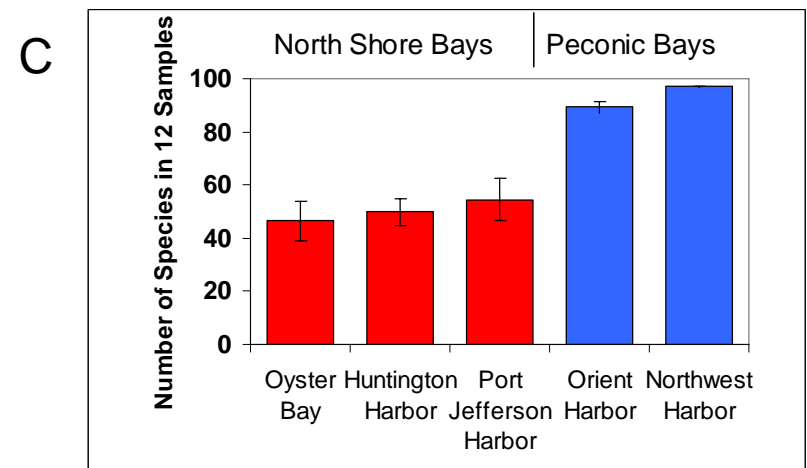 C
North Shore Bays Peconic Bays
Number of Species in 12 Samples
100
80
60
40
20
0
Oyster Bay
Huntington Harbor
Port Jefferson Harbor
Orient Harbor
Northwest Harbor